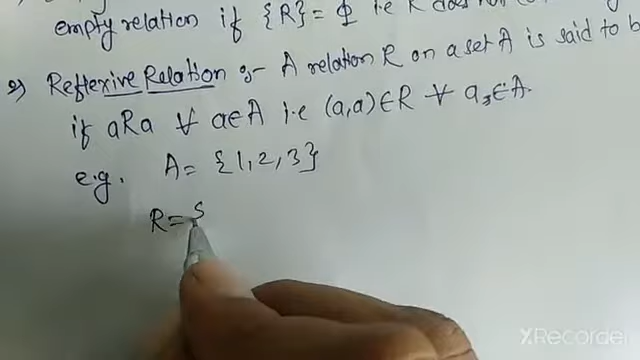 empty relation if {R} = Φ i.e R does not
2) Reflexive Relation :- A relation R on a set A is said to b
if aRa ∀ a∈A i.e (a,a)∈R ∀ a,∈A.
e.g. A = {1,2,3}
R=
XRecorder